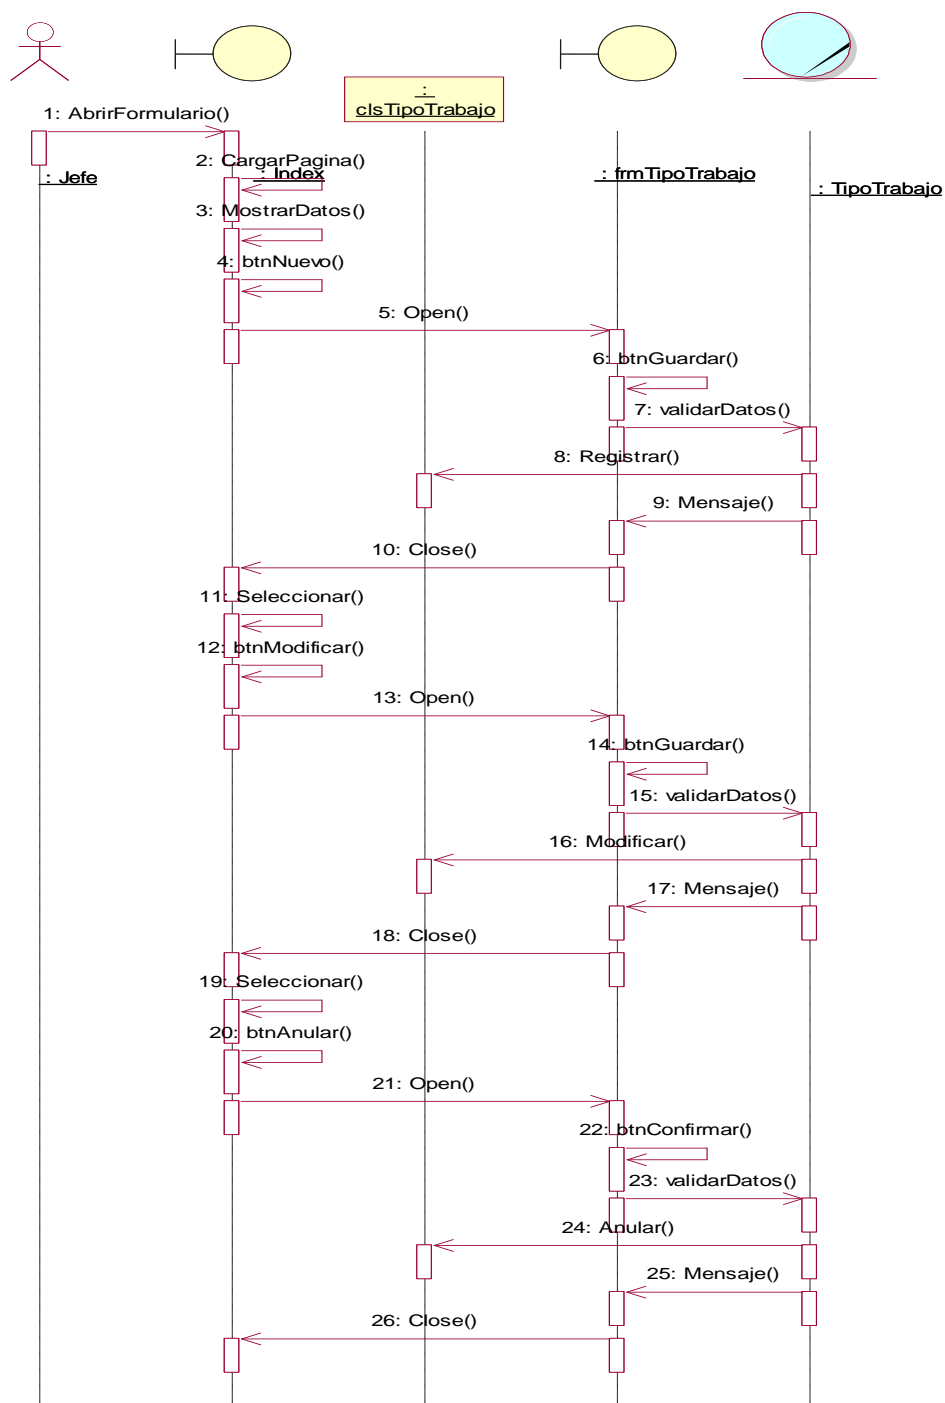 :
clsTipoTrabajo
1: AbrirFormulario()
2: CargarPagina()
: Jefe
: Index
: frmTipoTrabajo
: TipoTrabajo
3: MostrarDatos()
4: btnNuevo()
5: Open()
6: btnGuardar()
7: validarDatos()
8: Registrar()
9: Mensaje()
10: Close()
11: Seleccionar()
12: btnModificar()
13: Open()
14: btnGuardar()
15: validarDatos()
16: Modificar()
17: Mensaje()
18: Close()
19: Seleccionar()
20: btnAnular()
21: Open()
22: btnConfirmar()
23: validarDatos()
24: Anular()
25: Mensaje()
26: Close()